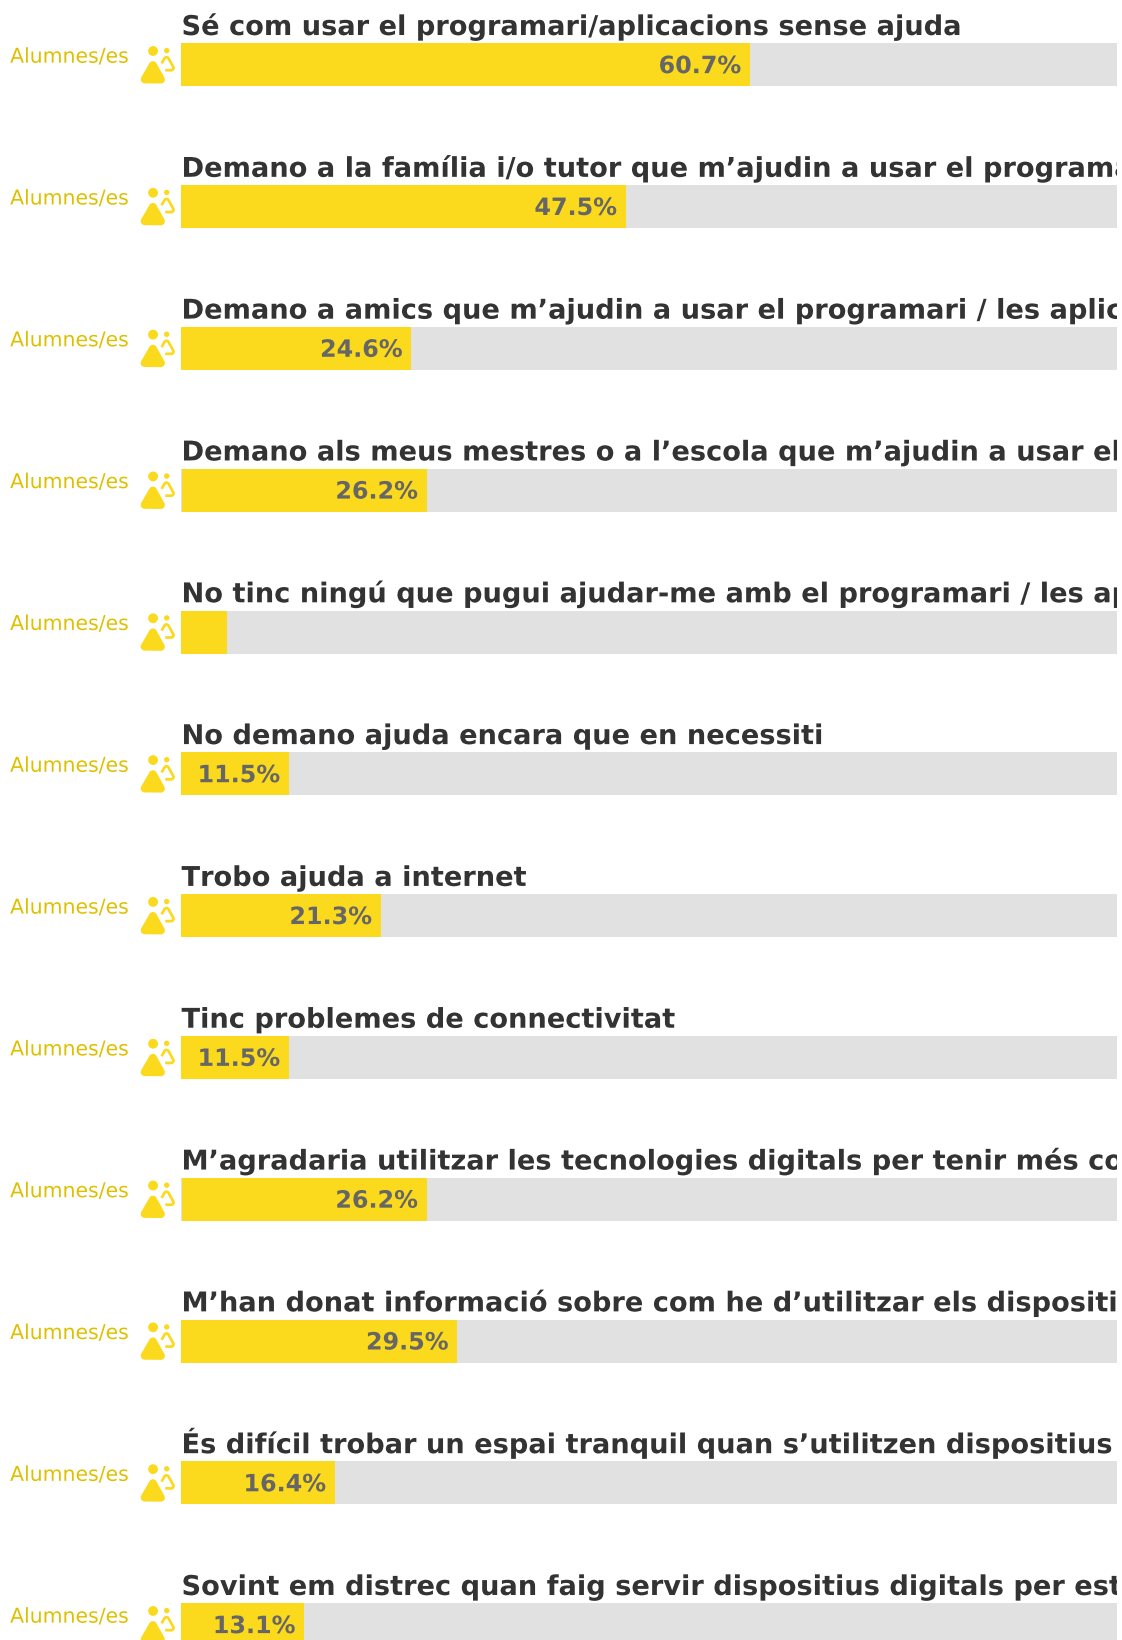 Sé com usar el programari/aplicacions sense ajuda
Alumnes/es
60.7%
Demano a la família i/o tutor que m’ajudin a usar el
Alumnes/es
47.5%
Demano a amics que m’ajudin a usar el programari / les
Alumnes/es
24.6%
Demano als meus mestres o a l’escola que m’ajudin a usar el
Alumnes/es
26.2%
No tinc ningú que pugui ajudar-me amb el programari / les
Alumnes/es
No demano ajuda encara que en necessiti
Alumnes/es
11.5%
Trobo ajuda a internet
Alumnes/es
21.3%
Tinc problemes de connectivitat
Alumnes/es
11.5%
M’agradaria utilitzar les tecnologies digitals per tenir més
Alumnes/es
26.2%
M’han donat informació sobre com he d’utilitzar els
Alumnes/es
29.5%
És difícil trobar un espai tranquil quan s’utilitzen dispositius
Alumnes/es
16.4%
Sovint em distrec quan faig servir dispositius digitals per
Alumnes/es
13.1%